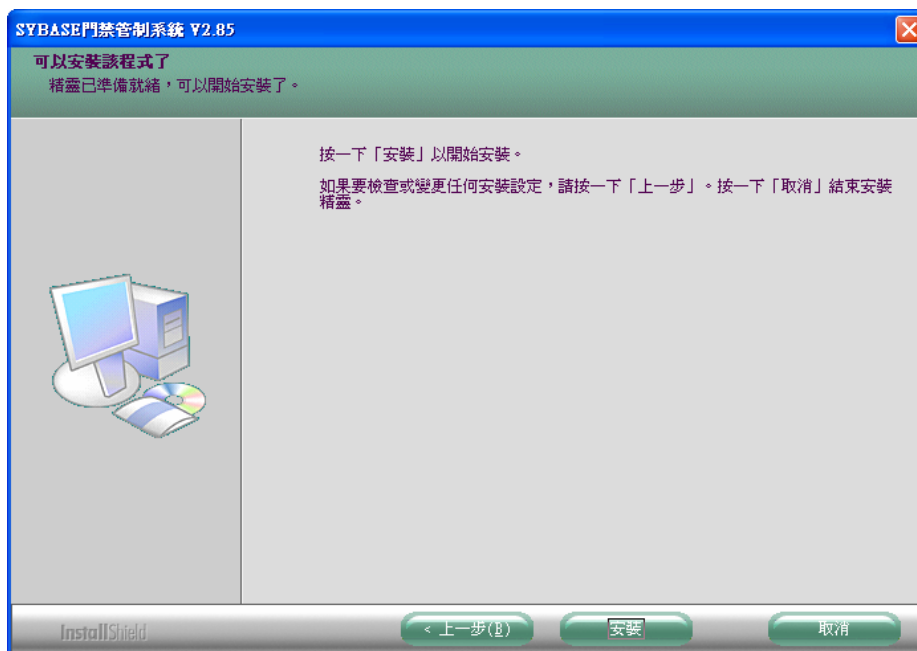 SYBASE門禁管制系統 V2.85
可以安裝該程式了
精靈已準備就緒，可以開始安裝了。
按一下「安裝」以開始安裝。
如果要檢查或變更任何安裝設定，請按一下「上一步」。按一下「取消」結束安裝
精靈。
InstallShield
< 上一步(B)
安裝
取消